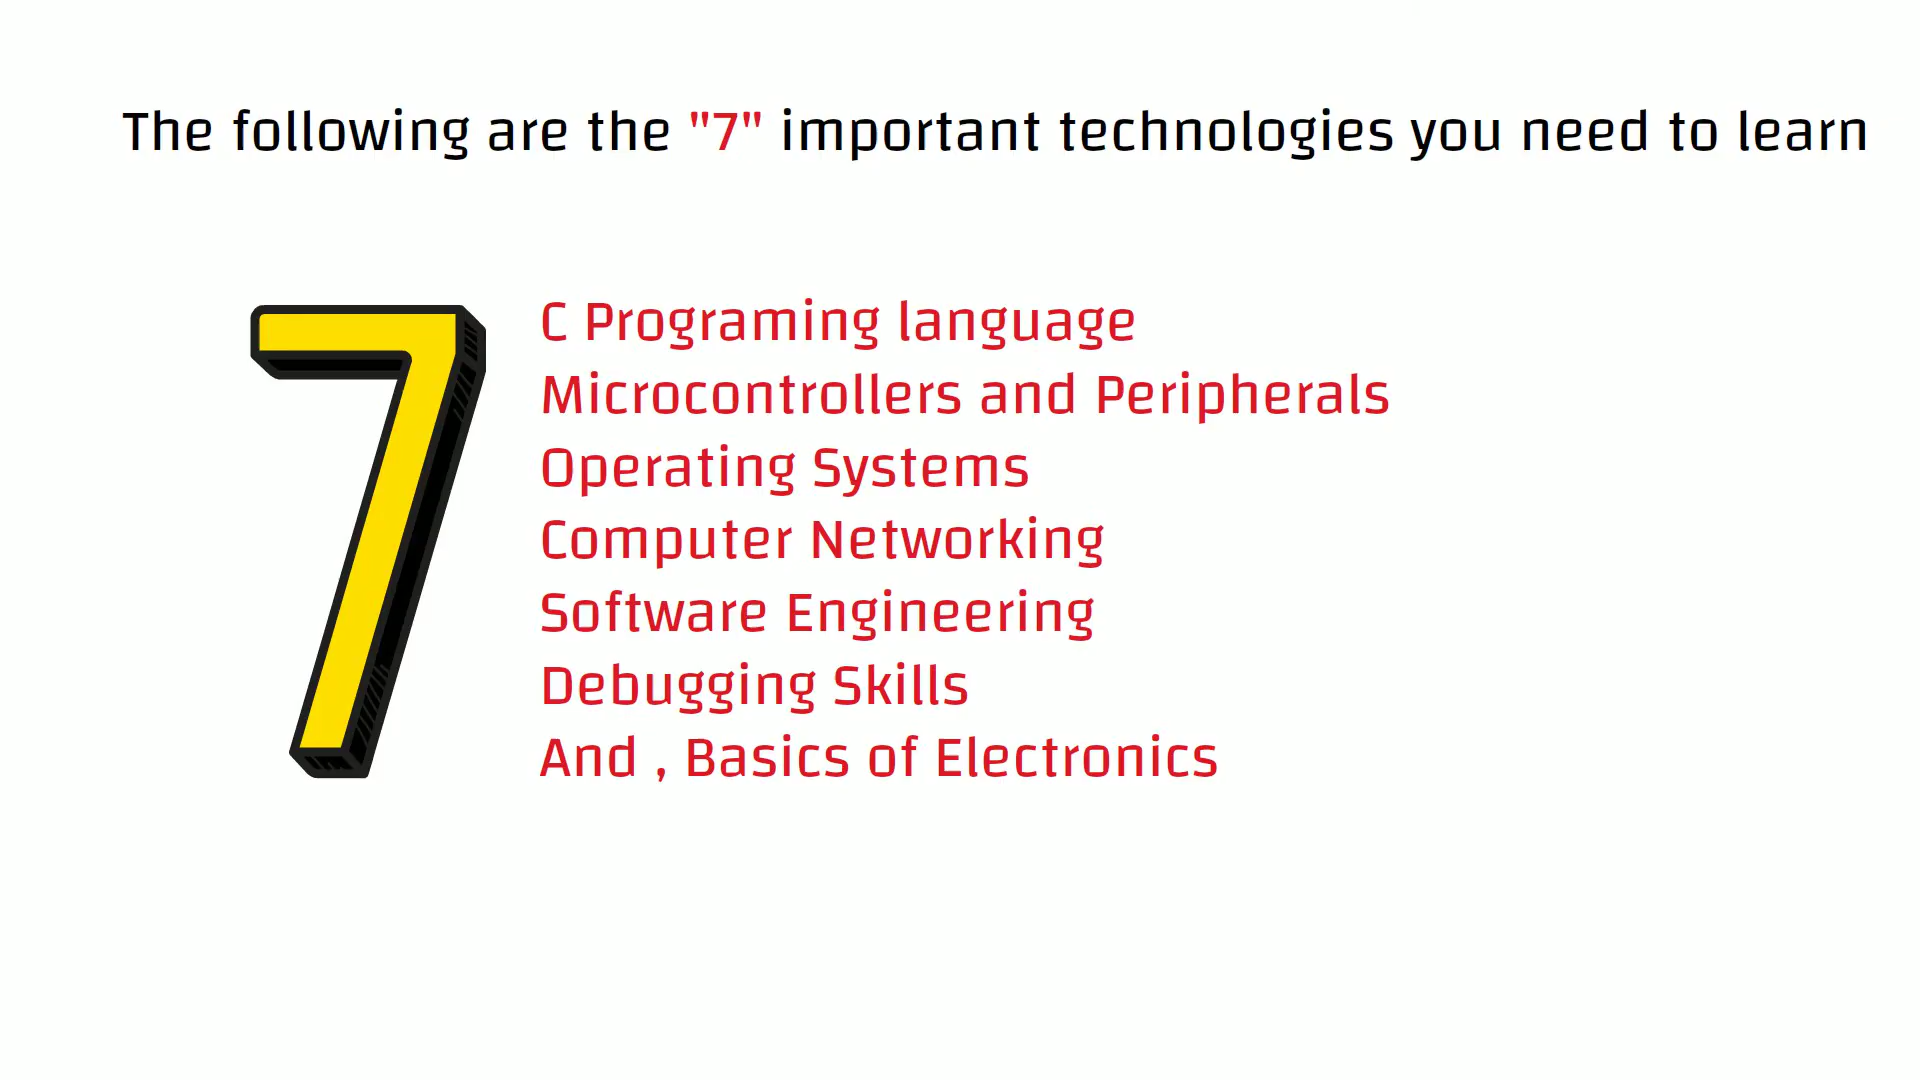 The following are the "7" important technologies you need to learn
7
C Programing language
Microcontrollers and Peripherals
Operating Systems
Computer Networking
Software Engineering
Debugging Skills
And , Basics of Electronics